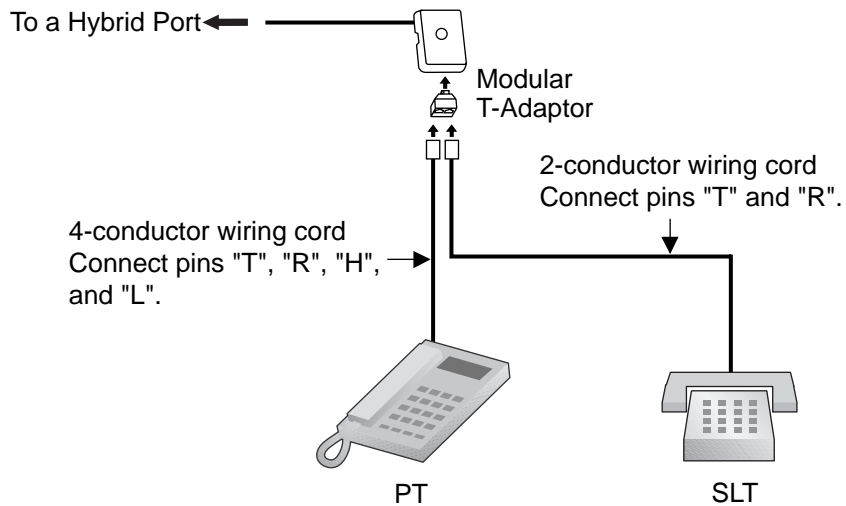 To a Hybrid Port
Modular
T-Adaptor
2-conductor wiring cord
Connect pins "T" and "R".
4-conductor wiring cord
Connect pins "T", "R", "H",
and "L".
PT
SLT